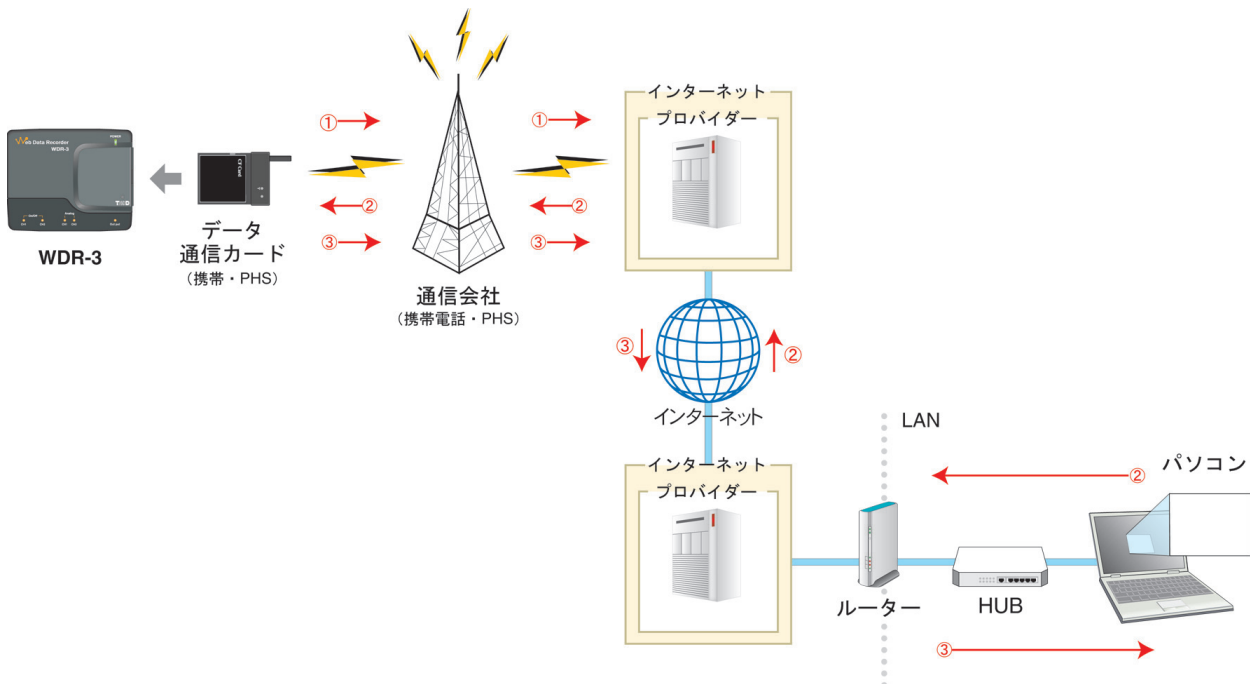 Web Data Recorder
WDR-3
POWER
T&D
WDR-3
CF Card
データ
通信カード
（携帯・PHS）
①
②
③
通信会社
（携帯電話・PHS）
①
②
③
インターネット
プロバイダー
③
②
インターネット
インターネット
プロバイダー
LAN
②
パソコン
ルーター
HUB
③